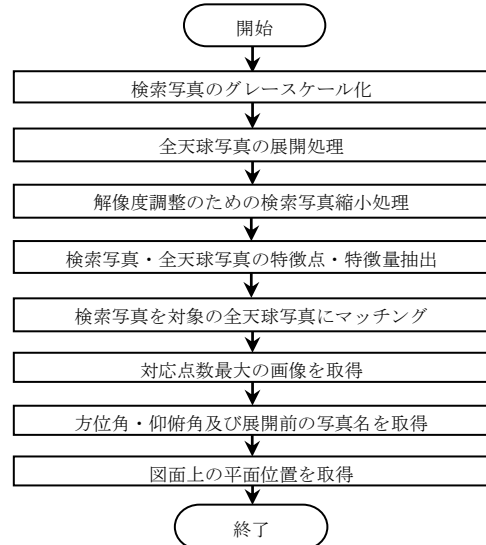 開始
検索写真のグレースケール化
全天球写真の展開処理
解像度調整のための検索写真縮小処理
検索写真・全天球写真の特徴点・特徴量抽出
検索写真を対象の全天球写真にマッチング
対応点数最大の画像を取得
方位角・仰俯角及び展開前の写真名を取得
図面上の平面位置を取得
終了